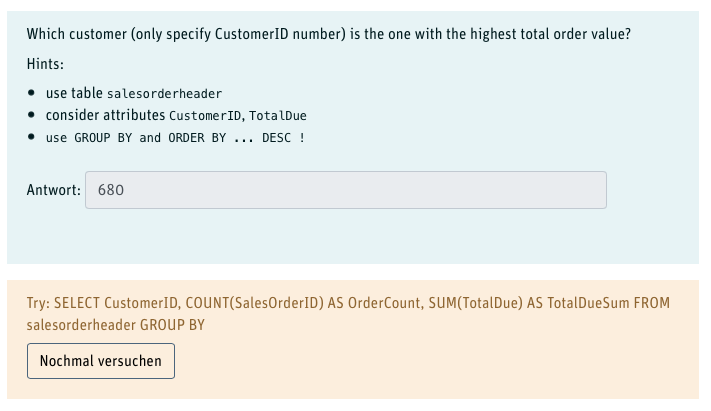 Which customer (only specify CustomerID number) is the one with the highest total order value?
Hints:
• use table salesorderheader
• consider attributes CustomerID, TotalDue
• use GROUP BY and ORDER BY ... DESC !
Antwort: 680
Try: SELECT CustomerID, COUNT(SalesOrderID) AS OrderCount, SUM(TotalDue) AS TotalDueSum FROM
salesorderheader GROUP BY
Nochmal versuchen